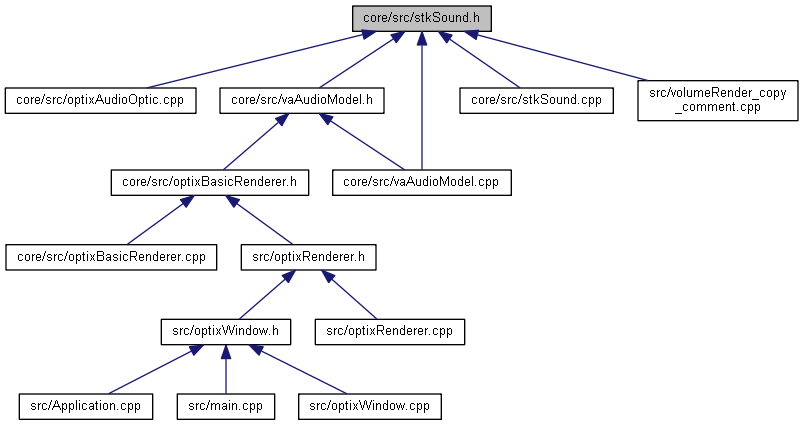 core/src/stkSound.h
core/src/optixAudioOptic.cpp
core/src/vaAudioModel.h
core/src/stkSound.cpp
src/volumeRender_copy
_comment.cpp
core/src/optixBasicRenderer.h
core/src/vaAudioModel.cpp
core/src/optixBasicRenderer.cpp
src/optixRenderer.h
src/optixWindow.h
src/optixRenderer.cpp
src/Application.cpp
src/main.cpp
src/optixWindow.cpp